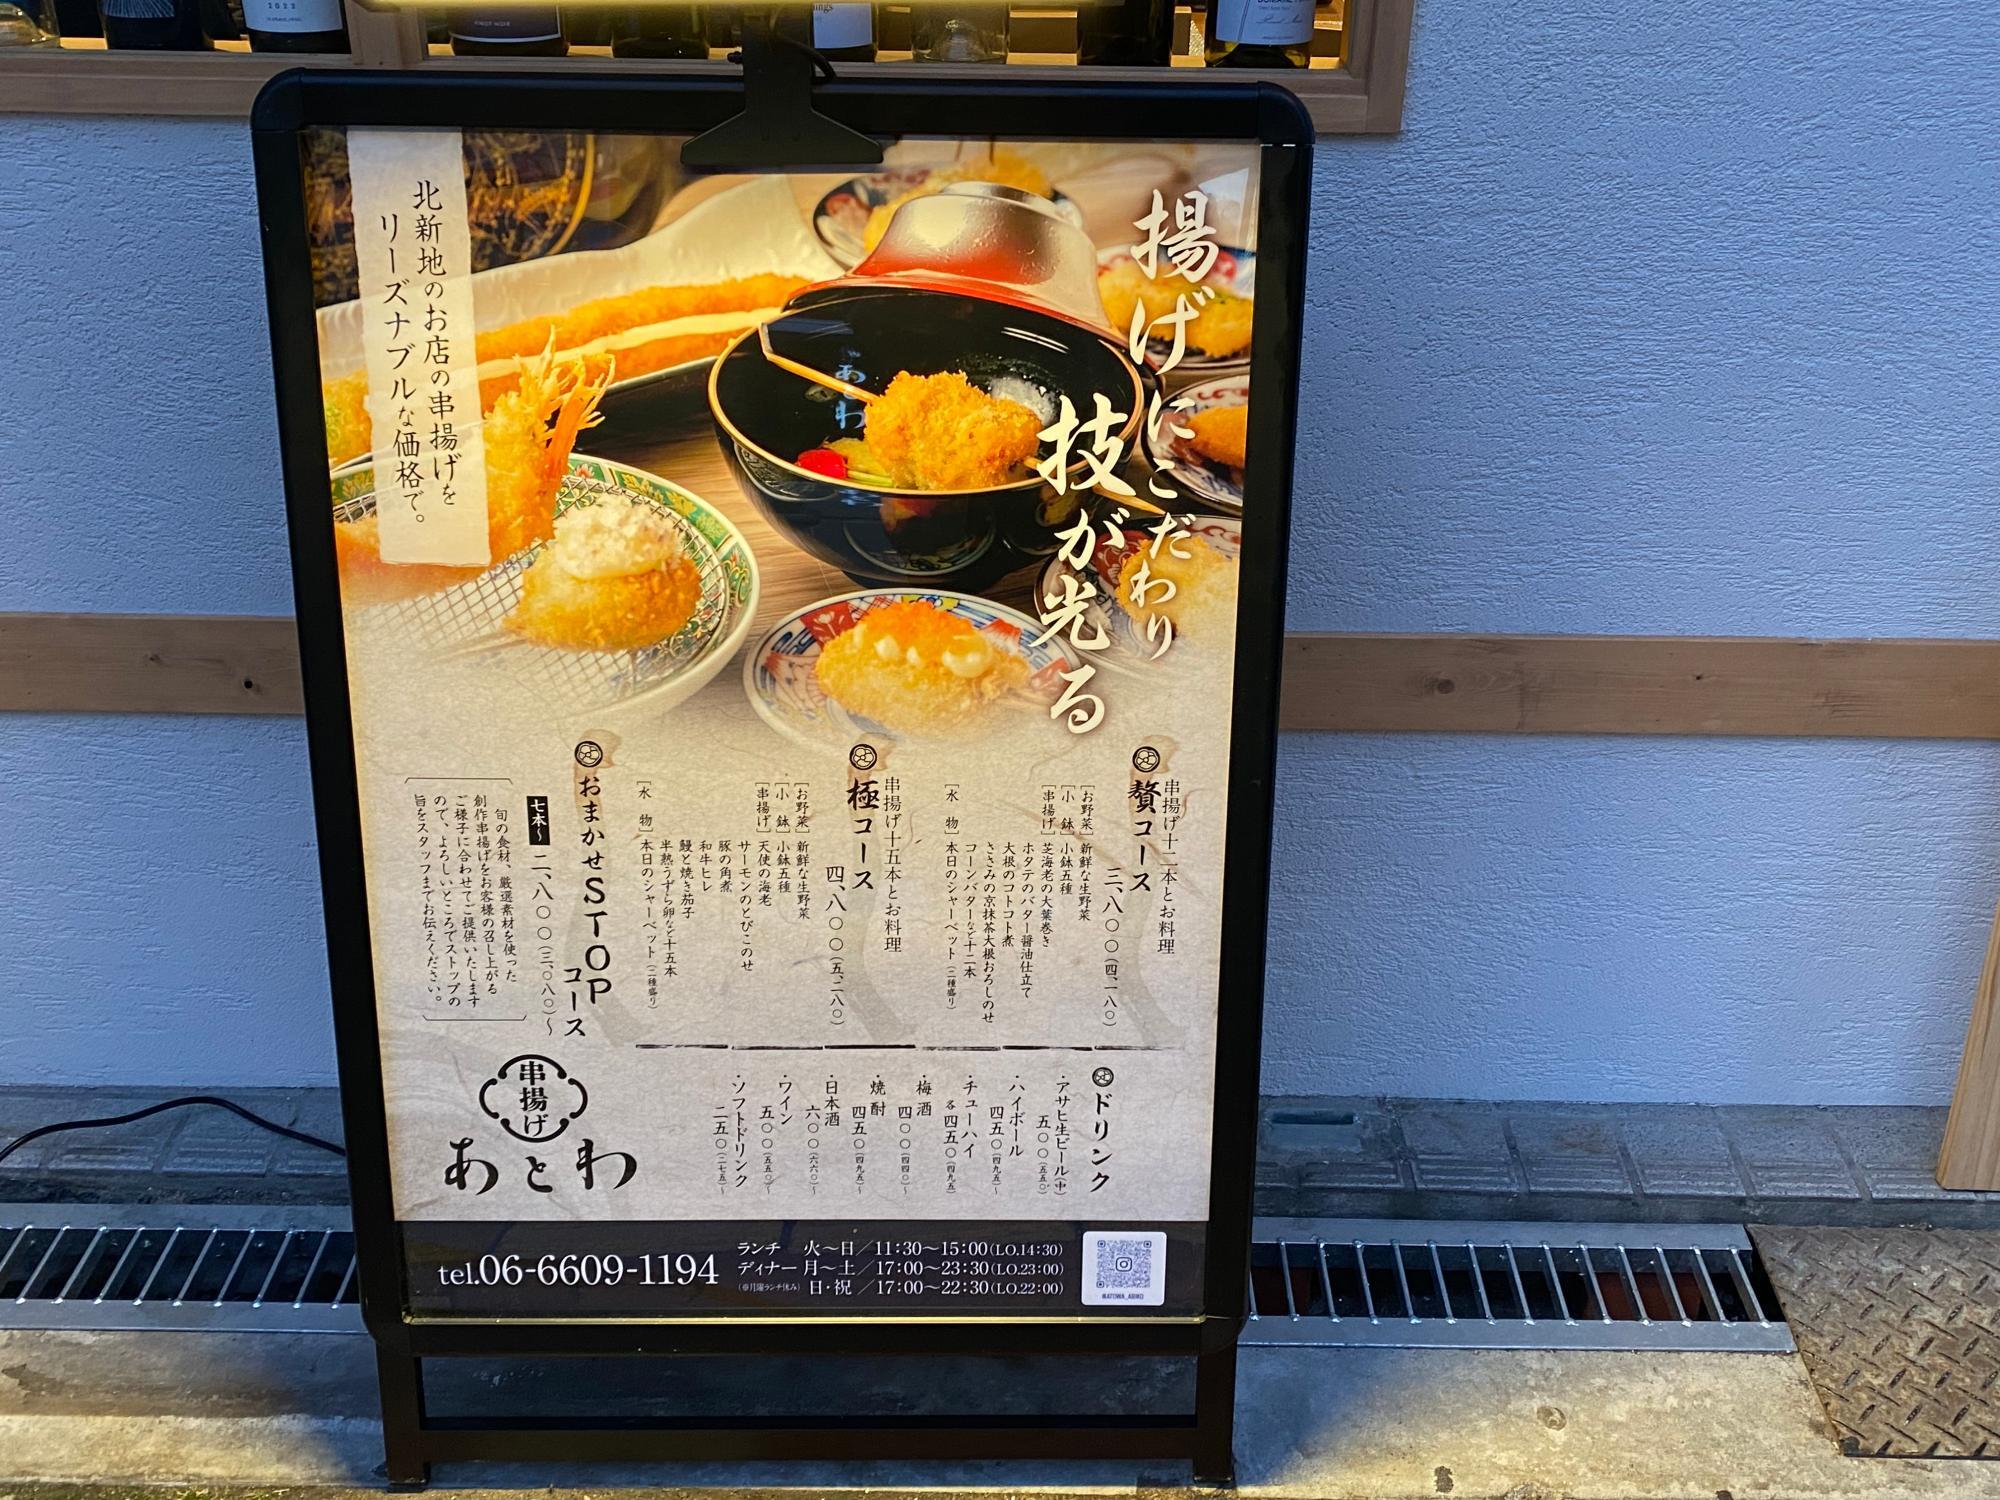 2022
PINOT NOIR
揚げにこだわり
技が光る
北新地のお店の串揚げを
リーズナブルな価格で。
あとわ
串揚げ十二本とお料理
贅コース
三、八〇〇(四、一八〇)
[お野菜] 新鮮な生野菜
[小 鉢] 小鉢五種
[串揚げ] 芝海老の大葉巻き
ホタテのバター醤油仕立て
大根のコトコト煮
ささみの京抹茶大根おろしのせ
コーンバターなど十二本
[水 物] 本日のシャーベット(二種盛り)
串揚げ十五本とお料理
極コース
四、八〇〇(五、二八〇)
[お野菜] 新鮮な生野菜
[小 鉢] 小鉢五種
[串揚げ] 天使の海老
サーモンのとびこのせ
豚の角煮
和牛ヒレ
鰻と焼き茄子
半熟うずら卵など十五本
[水 物] 本日のシャーベット(二種盛り)
おまかせSTOPコース
七本〜 二、八〇〇(三、〇八〇)〜
旬の食材、厳選素材を使った
創作串揚げをお客様の召し上がる
ご様子に合わせてご提供いたします
ので、よろしいところでストップの
旨をスタッフまでお伝えください。
ドリンク
・アサヒ生ビール(中) 五〇〇(五五〇)
・ハイボール 四五〇(四九五)〜
・チューハイ 各四五〇(四九五)
・梅酒 四〇〇(四四〇)〜
・焼酎 四五〇(四九五)〜
・日本酒 六〇〇(六六〇)〜
・ワイン 五〇〇(五五〇)〜
・ソフトドリンク 二五〇(二七五)〜
串揚げ
あとわ
tel.06-6609-1194
ランチ 火〜日/11:30〜15:00(LO.14:30)
ディナー 月〜土/17:00〜23:30(LO.23:00)
(※月曜ランチ休み) 日・祝/17:00〜22:30(LO.22:00)
@ATOWA_ABIKO